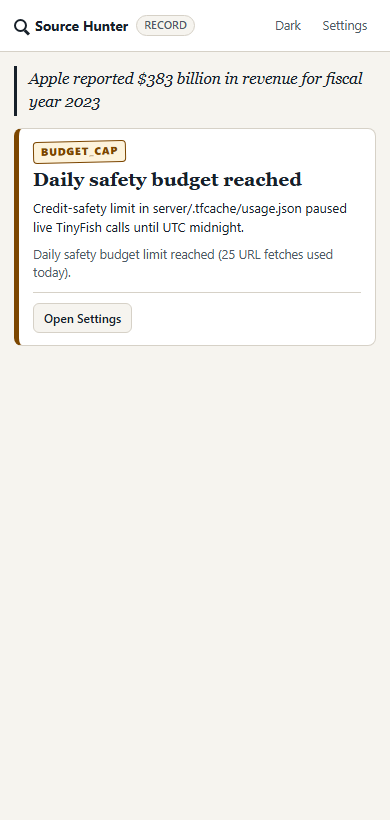 Source Hunter RECORD Dark Settings
Apple reported $383 billion in revenue for fiscal
year 2023
BUDGET_CAP
Daily safety budget reached
Credit-safety limit in server/.tfcache/usage.json paused
live TinyFish calls until UTC midnight.
Daily safety budget limit reached (25 URL fetches used
today).
Open Settings